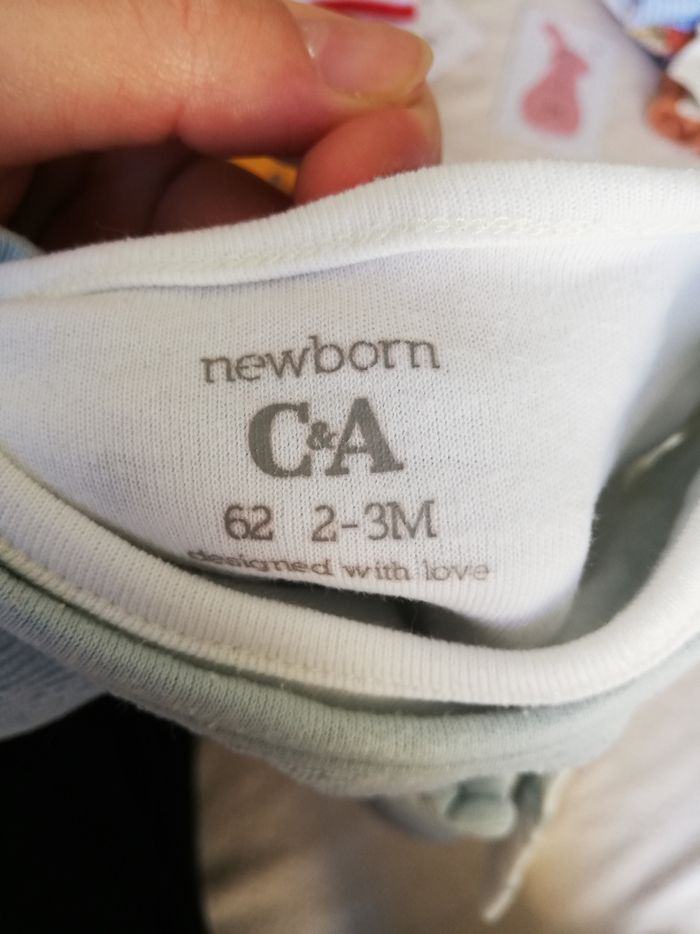 newborn
C&A
62 2-3M
designed with love